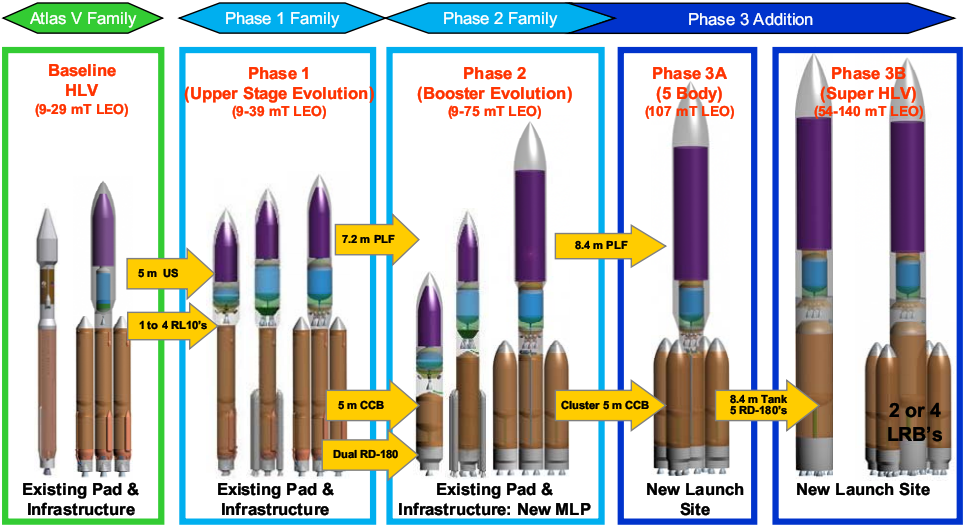 Atlas V Family
Phase 1 Family
Phase 2 Family
Phase 3 Addition
Baseline
HLV
(9-29 mT LEO)
Phase 1
(Upper Stage Evolution)
(9-39 mT LEO)
Phase 2
(Booster Evolution)
(9-75 mT LEO)
Phase 3A
(5 Body)
(107 mT LEO)
Phase 3B
(Super HLV)
(54-140 mT LEO)
5 m US
1 to 4 RL10's
7.2 m PLF
5 m CCB
Dual RD-180
8.4 m PLF
Cluster 5 m CCB
8.4 m Tank
5 RD-180's
2 or 4
LRB's
Existing Pad &
Infrastructure
Existing Pad &
Infrastructure
Existing Pad &
Infrastructure: New MLP
New Launch
Site
New Launch Site